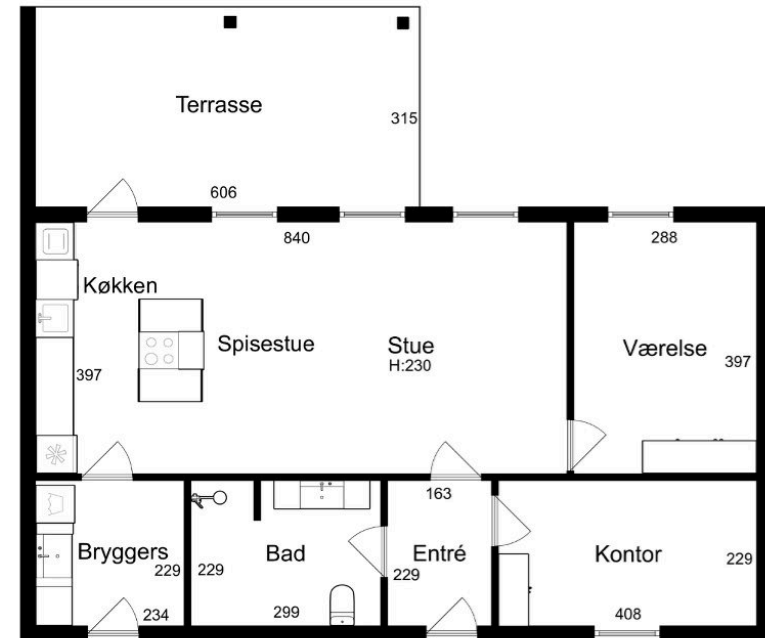 Terrasse
315
606
840
288
Køkken
Spisestue
Stue
H:230
Værelse
397
397
163
Bryggers
229
234
229
Bad
299
Entré
229
Kontor
229
408